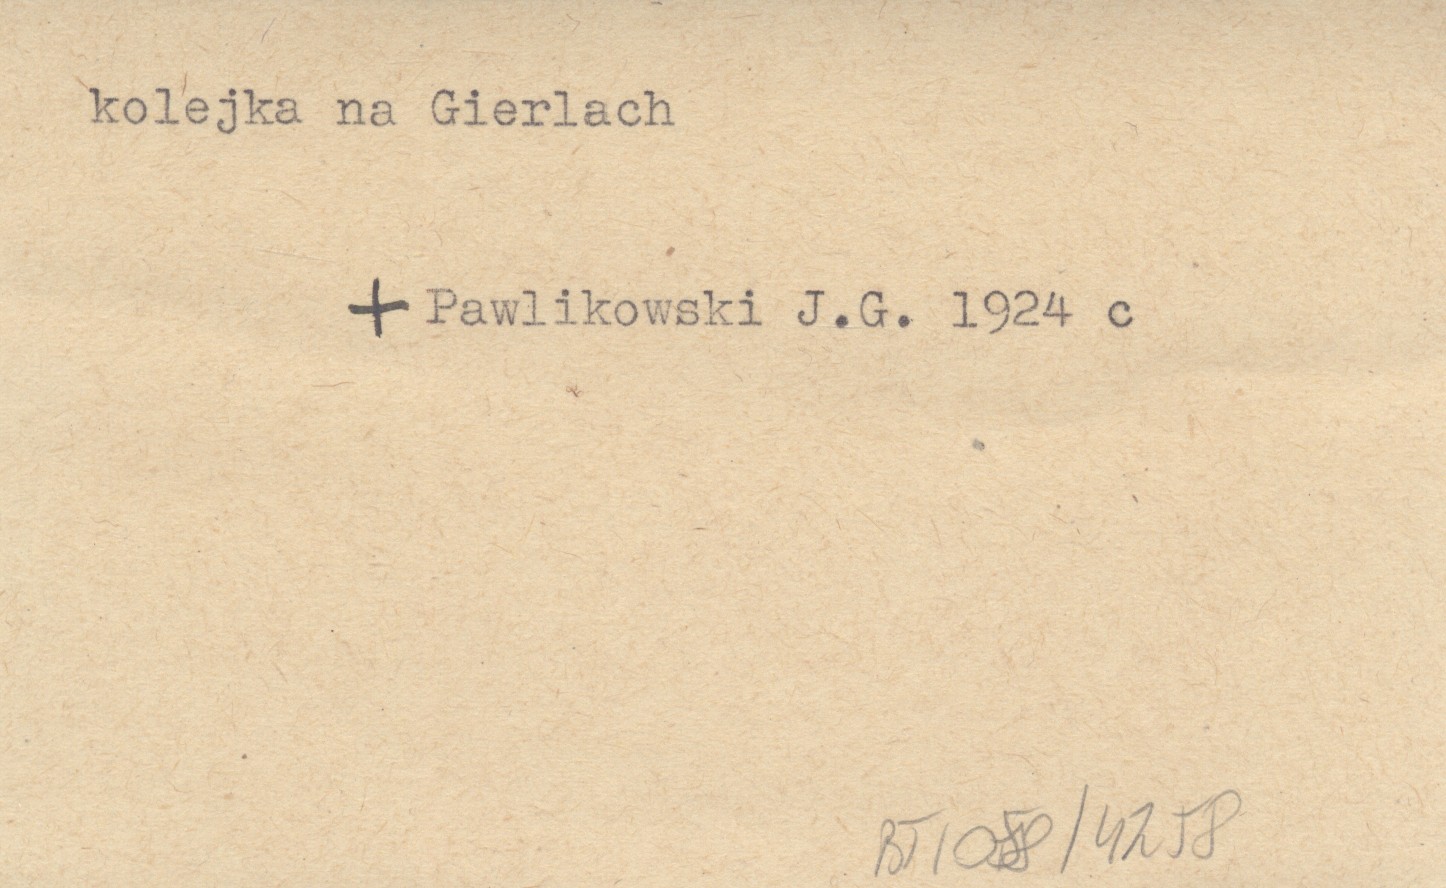 kolejka na Gierlach
+ Pawlikowski J.G. 1924 c